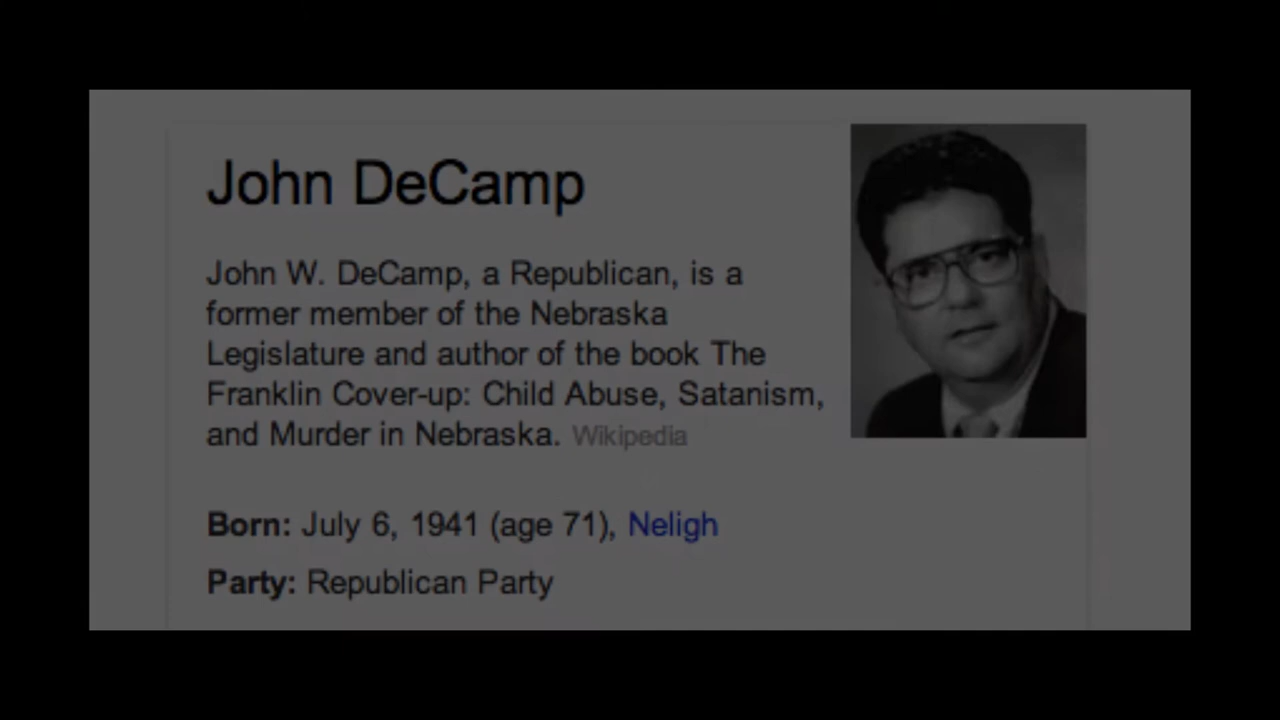 John DeCamp
John W. DeCamp, a Republican, is a
former member of the Nebraska
Legislature and author of the book The
Franklin Cover-up: Child Abuse, Satanism,
and Murder in Nebraska. Wikipedia
Born: July 6, 1941 (age 71), Neligh
Party: Republican Party